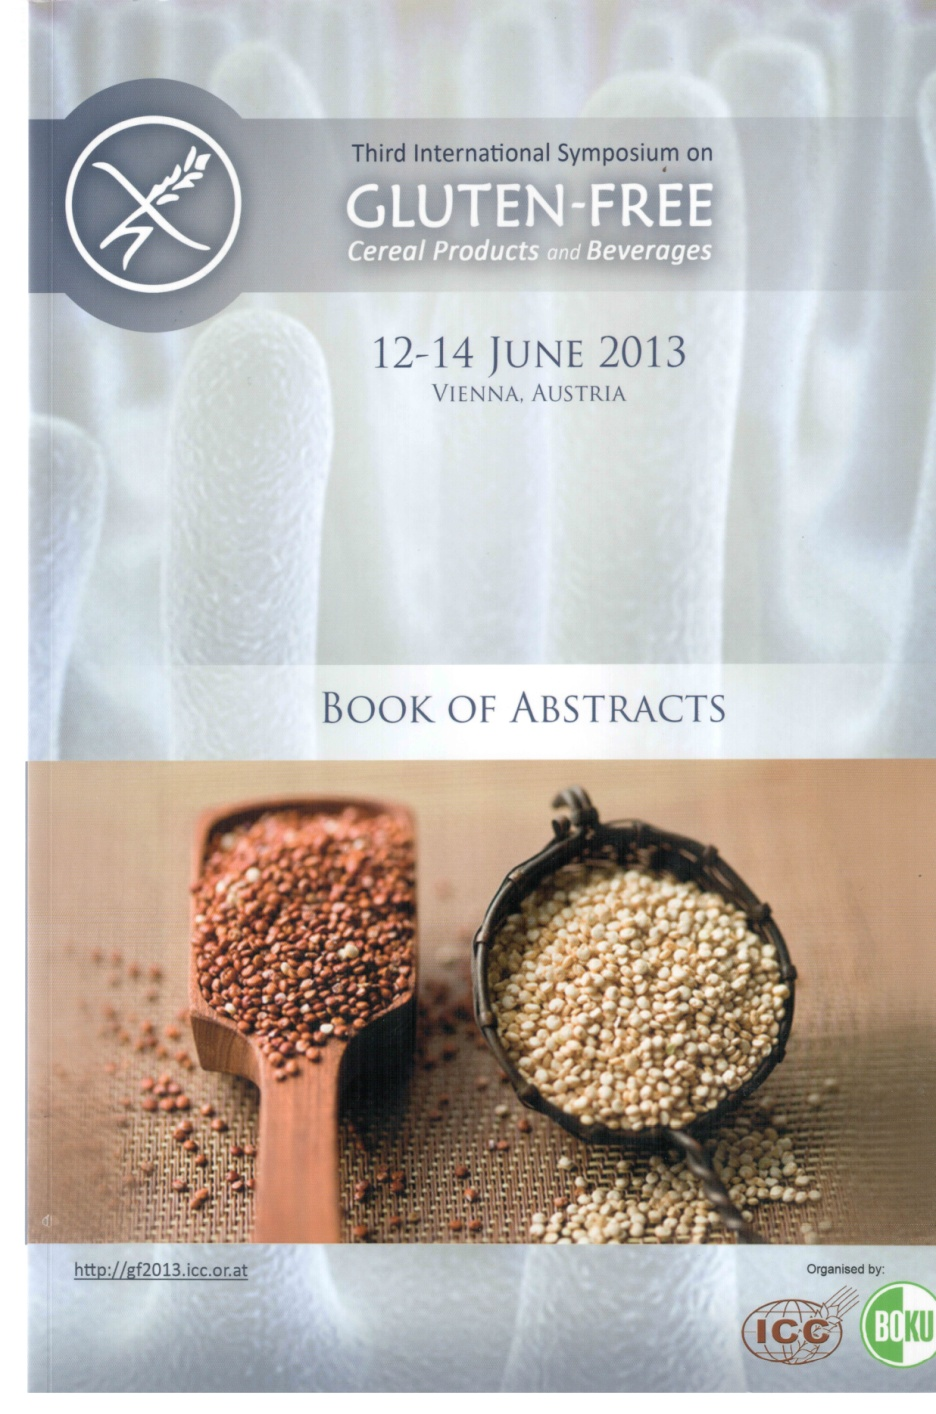 Third International Symposium on
GLUTEN-FREE
Cereal Products and Beverages
12-14 June 2013
Vienna, Austria
Book of Abstracts
http://gf2013.icc.or.at
Organised by:
ICC
BOKU